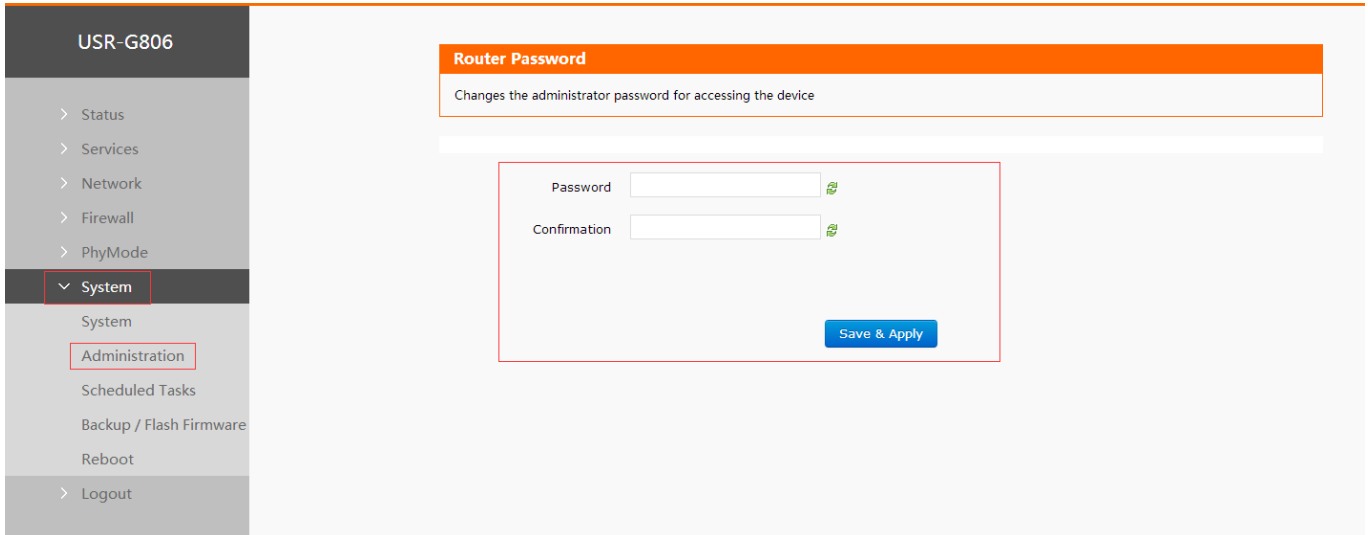 USR-G806
Status
Services
Network
Firewall
PhyMode
System
System
Administration
Scheduled Tasks
Backup / Flash Firmware
Reboot
Logout
Router Password
Changes the administrator password for accessing the device
Password
Confirmation
Save & Apply